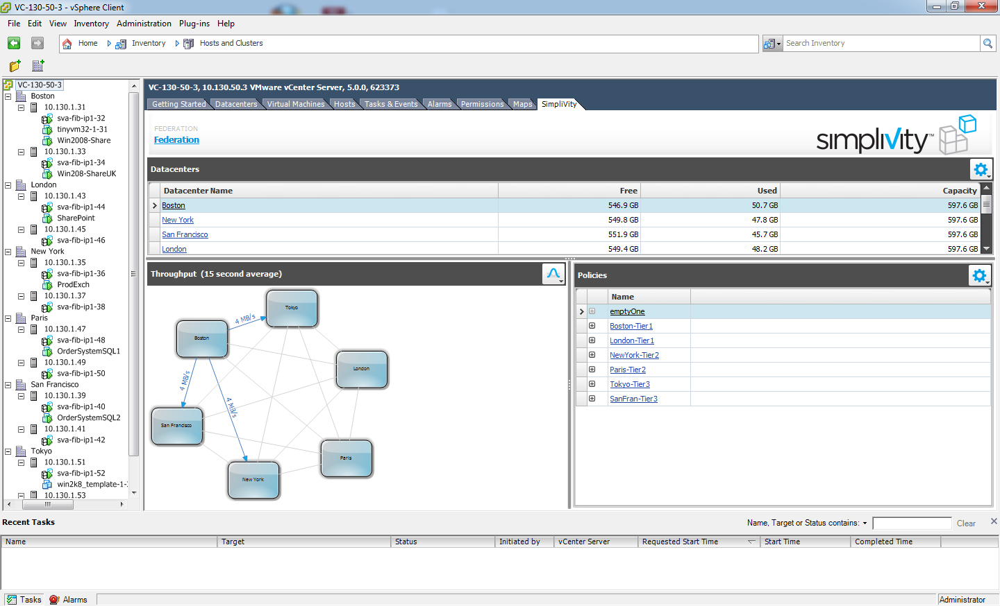 VC-130-50-3 - vSphere Client
File Edit View Inventory Administration Plug-ins Help
Home Inventory Hosts and Clusters Search Inventory
VC-130-50-3
Boston
10.130.1.31
sva-fib-ip1-32
tinyvm32-1-31
Win2008-Share
10.130.1.33
sva-fib-ip1-34
Win208-ShareUK
London
10.130.1.43
sva-fib-ip1-44
SharePoint
10.130.1.45
sva-fib-ip1-46
New York
10.130.1.35
sva-fib-ip1-36
ProdExch
10.130.1.37
sva-fib-ip1-38
Paris
10.130.1.47
sva-fib-ip1-48
OrderSystemSQL1
10.130.1.49
sva-fib-ip1-50
San Francisco
10.130.1.39
sva-fib-ip1-40
OrderSystemSQL2
10.130.1.41
sva-fib-ip1-42
Tokyo
10.130.1.51
sva-fib-ip1-52
win2k8_template-1-
10.130.1.53
VC-130-50-3, 10.130.50.3 VMware vCenter Server, 5.0.0, 623373
Getting Started Datacenters Virtual Machines Hosts Tasks & Events Alarms Permissions Maps SimpliVity
FEDERATION
Federation
simplivity™
Datacenters
Datacenter Name Free Used Capacity
Boston 546.9 GB 50.7 GB 597.6 GB
New York 549.8 GB 47.8 GB 597.6 GB
San Francisco 551.9 GB 45.7 GB 597.6 GB
London 549.4 GB 48.2 GB 597.6 GB
Throughput (15 second average)
Tokyo
4 MB/s
Boston
London
4 MB/s
4 MB/s
San Francisco
Paris
New York
Policies
Name
emptyOne
Boston-Tier1
London-Tier1
NewYork-Tier2
Paris-Tier2
Tokyo-Tier3
SanFran-Tier3
Recent Tasks Name, Target or Status contains: Clear
Name Target Status Initiated by vCenter Server Requested Start Time Start Time Completed Time
Tasks Alarms Administrator